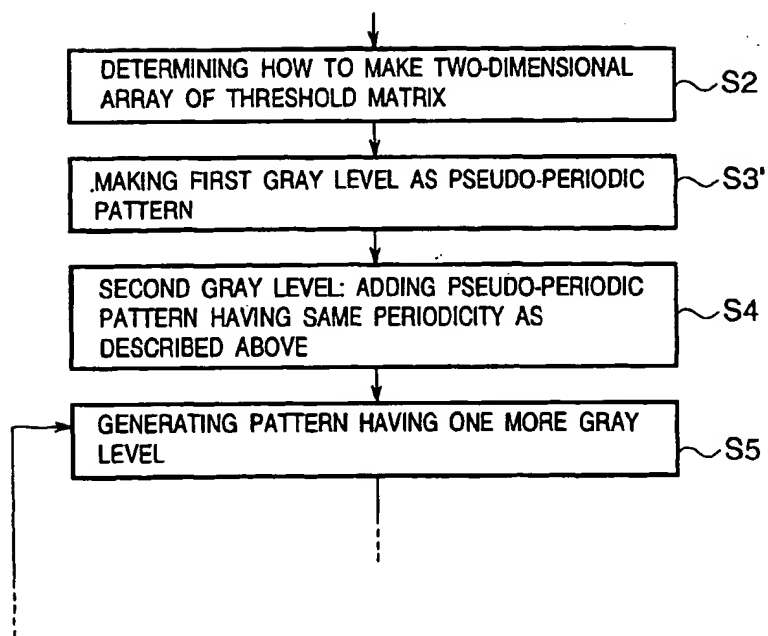 DETERMINING HOW TO MAKE TWO-DIMENSIONAL
ARRAY OF THRESHOLD MATRIX
S2
MAKING FIRST GRAY LEVEL AS PSEUDO-PERIODIC
PATTERN
S3'
SECOND GRAY LEVEL: ADDING PSEUDO-PERIODIC
PATTERN HAVING SAME PERIODICITY AS
DESCRIBED ABOVE
S4
GENERATING PATTERN HAVING ONE MORE GRAY
LEVEL
S5